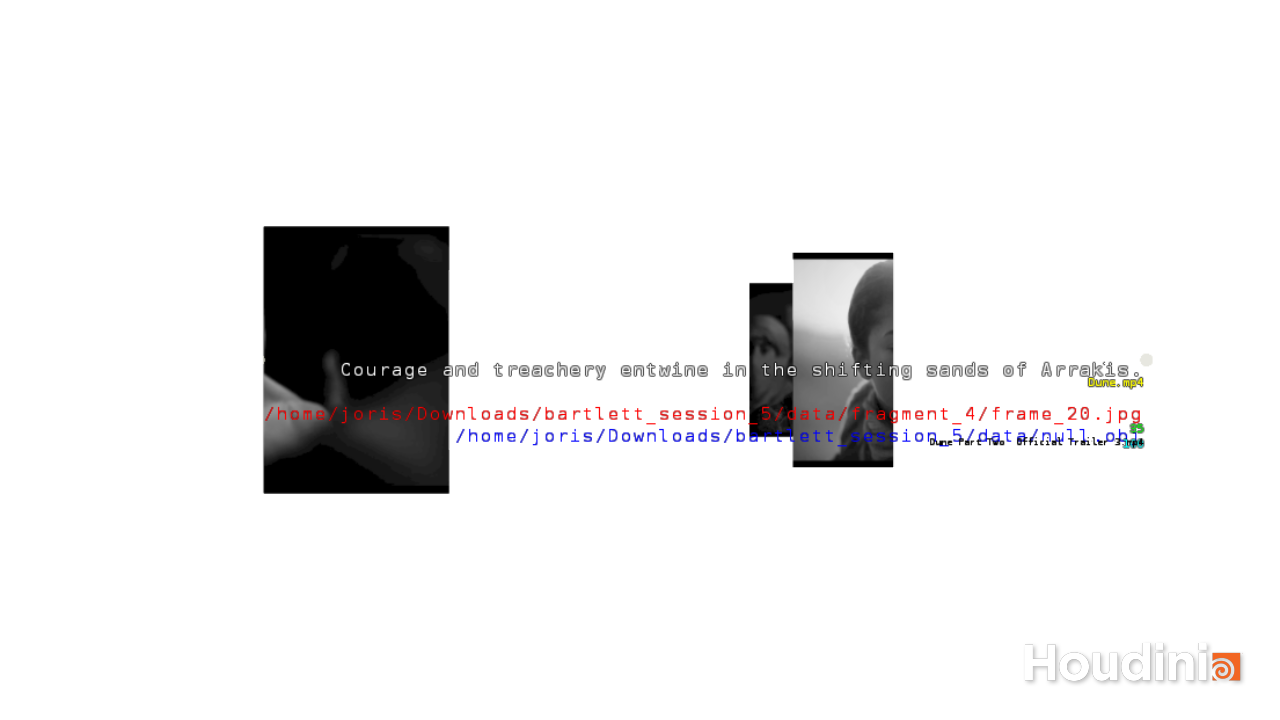 Courage and treachery entwine in the shifting sands of Arrakis.
Dune.mp4
/home/joris/Downloads/bartlett_session_5/data/fragment_4/frame_20.jpg
/home/joris/Downloads/bartlett_session_5/data/null.obj
Dune Part Two Official Trailer 3.mp4
Houdini